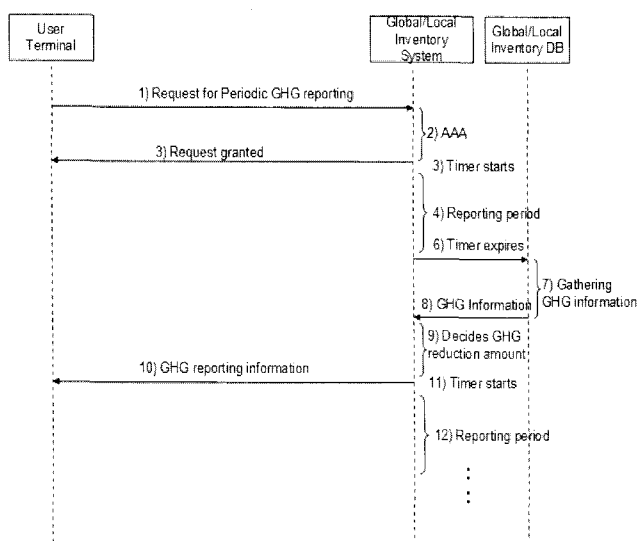 User
Terminal
Global/Local
Inventory
System
Global/Local
Inventory DB
1) Request for Periodic GHG reporting
2) AAA
3) Request granted
3) Timer starts
4) Reporting period
6) Timer expires
7) Gathering
GHG information
8) GHG Information
9) Decides GHG
reduction amount
10) GHG reporting information
11) Timer starts
12) Reporting period